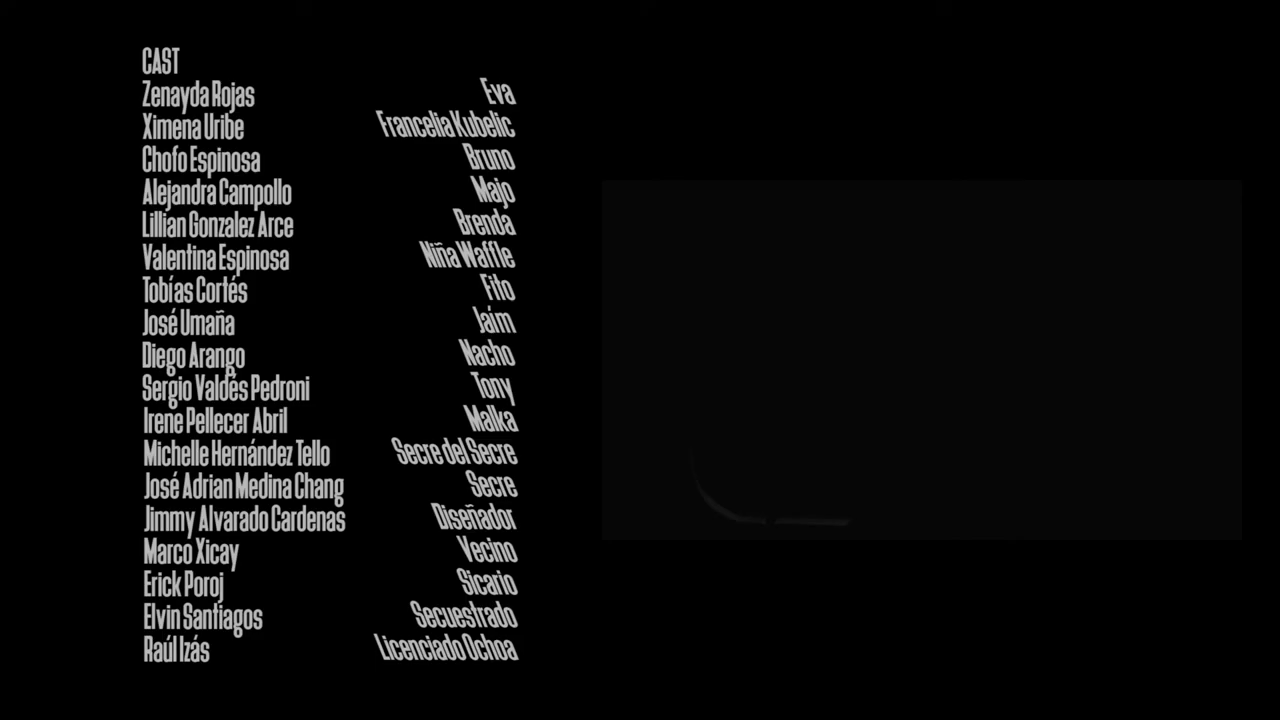 CAST
Zenayda Rojas Eva
Ximena Uribe Francelia Kubelic
Chofo Espinosa Bruno
Alejandra Campollo Majo
Lillian Gonzalez Arce Brenda
Valentina Espinosa Niña Waffle
Tobías Cortés Fito
José Umaña Jaim
Diego Arango Nacho
Sergio Valdés Pedroni Tony
Irene Pellecer Abril Malka
Michelle Hernández Tello Secre del Secre
José Adrian Medina Chang Secre
Jimmy Alvarado Cardenas Diseñador
Marco Xicay Vecino
Erick Poroj Sicario
Elvin Santiagos Secuestrado
Raúl Izás Licenciado Ochoa